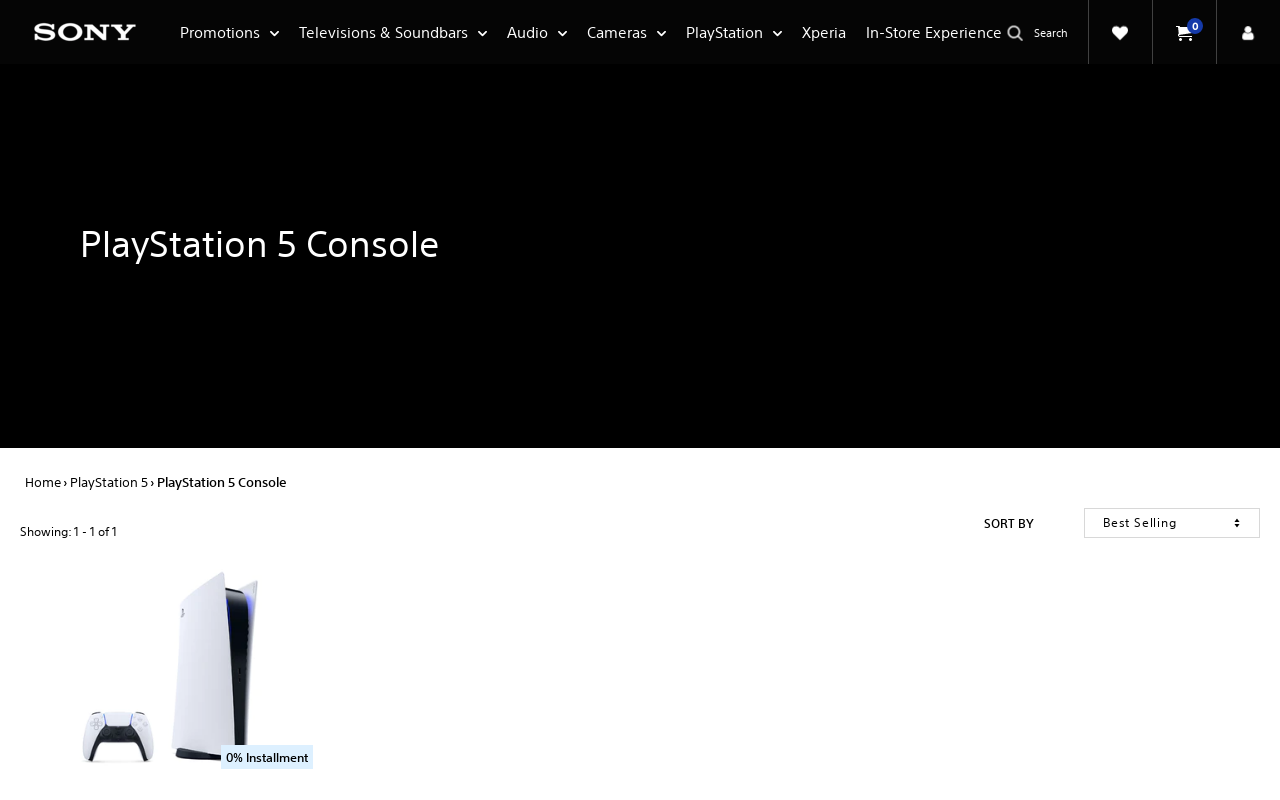 SONY
Promotions
Televisions & Soundbars
Audio
Cameras
PlayStation
Xperia
In-Store Experience
Search
0
PlayStation 5 Console
Home › PlayStation 5 › PlayStation 5 Console
Showing: 1 - 1 of 1
SORT BY
Best Selling
0% Installment